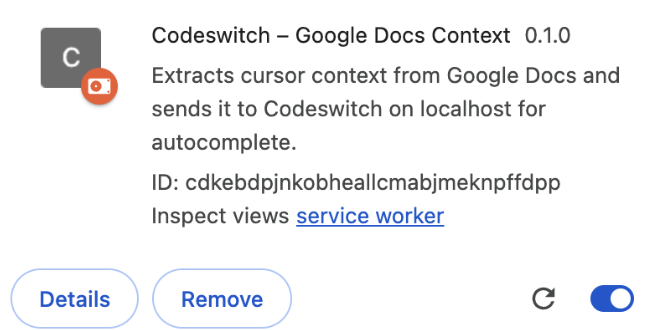 C
Codeswitch – Google Docs Context 0.1.0
Extracts cursor context from Google Docs and
sends it to Codeswitch on localhost for
autocomplete.
ID: cdkebdpjnkobheallcmabjmeknpffdpp
Inspect views service worker
Details
Remove